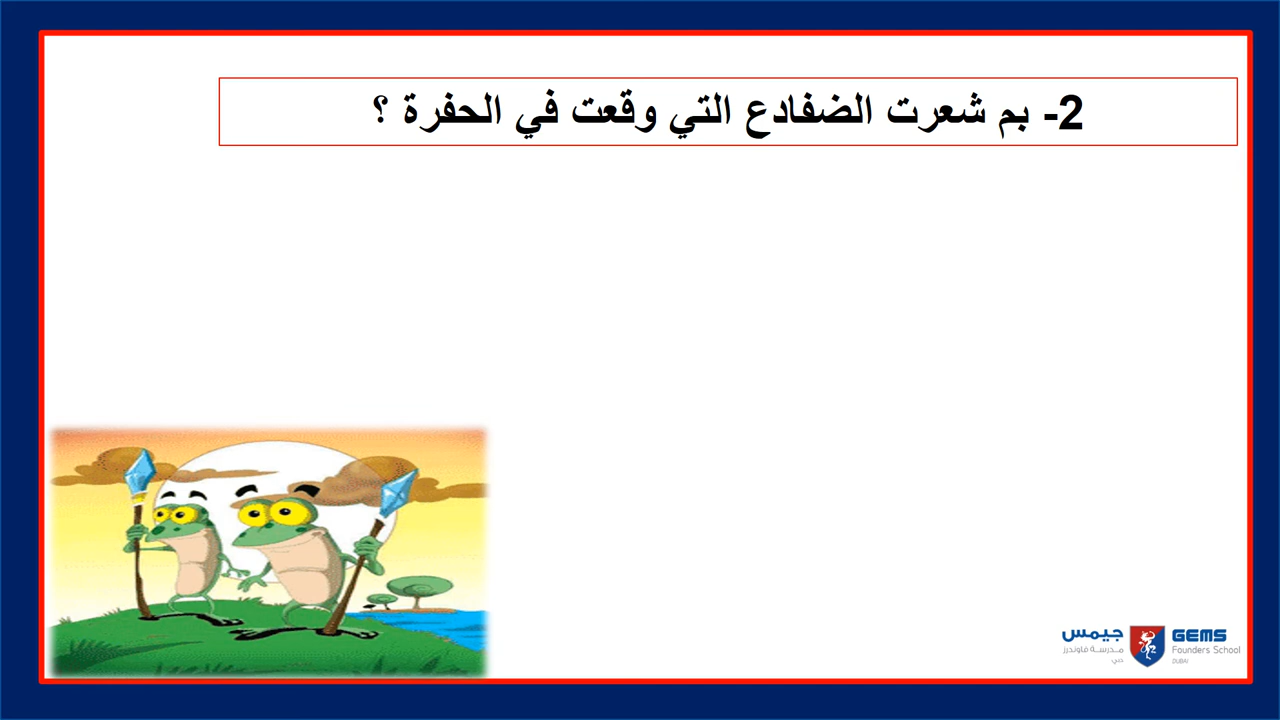 2- بم شعرت الضفادع التي وقعت في الحفرة ؟
جيمس
مدرسة فاوندرز
دبي
GEMS
Founders School
DUBAI